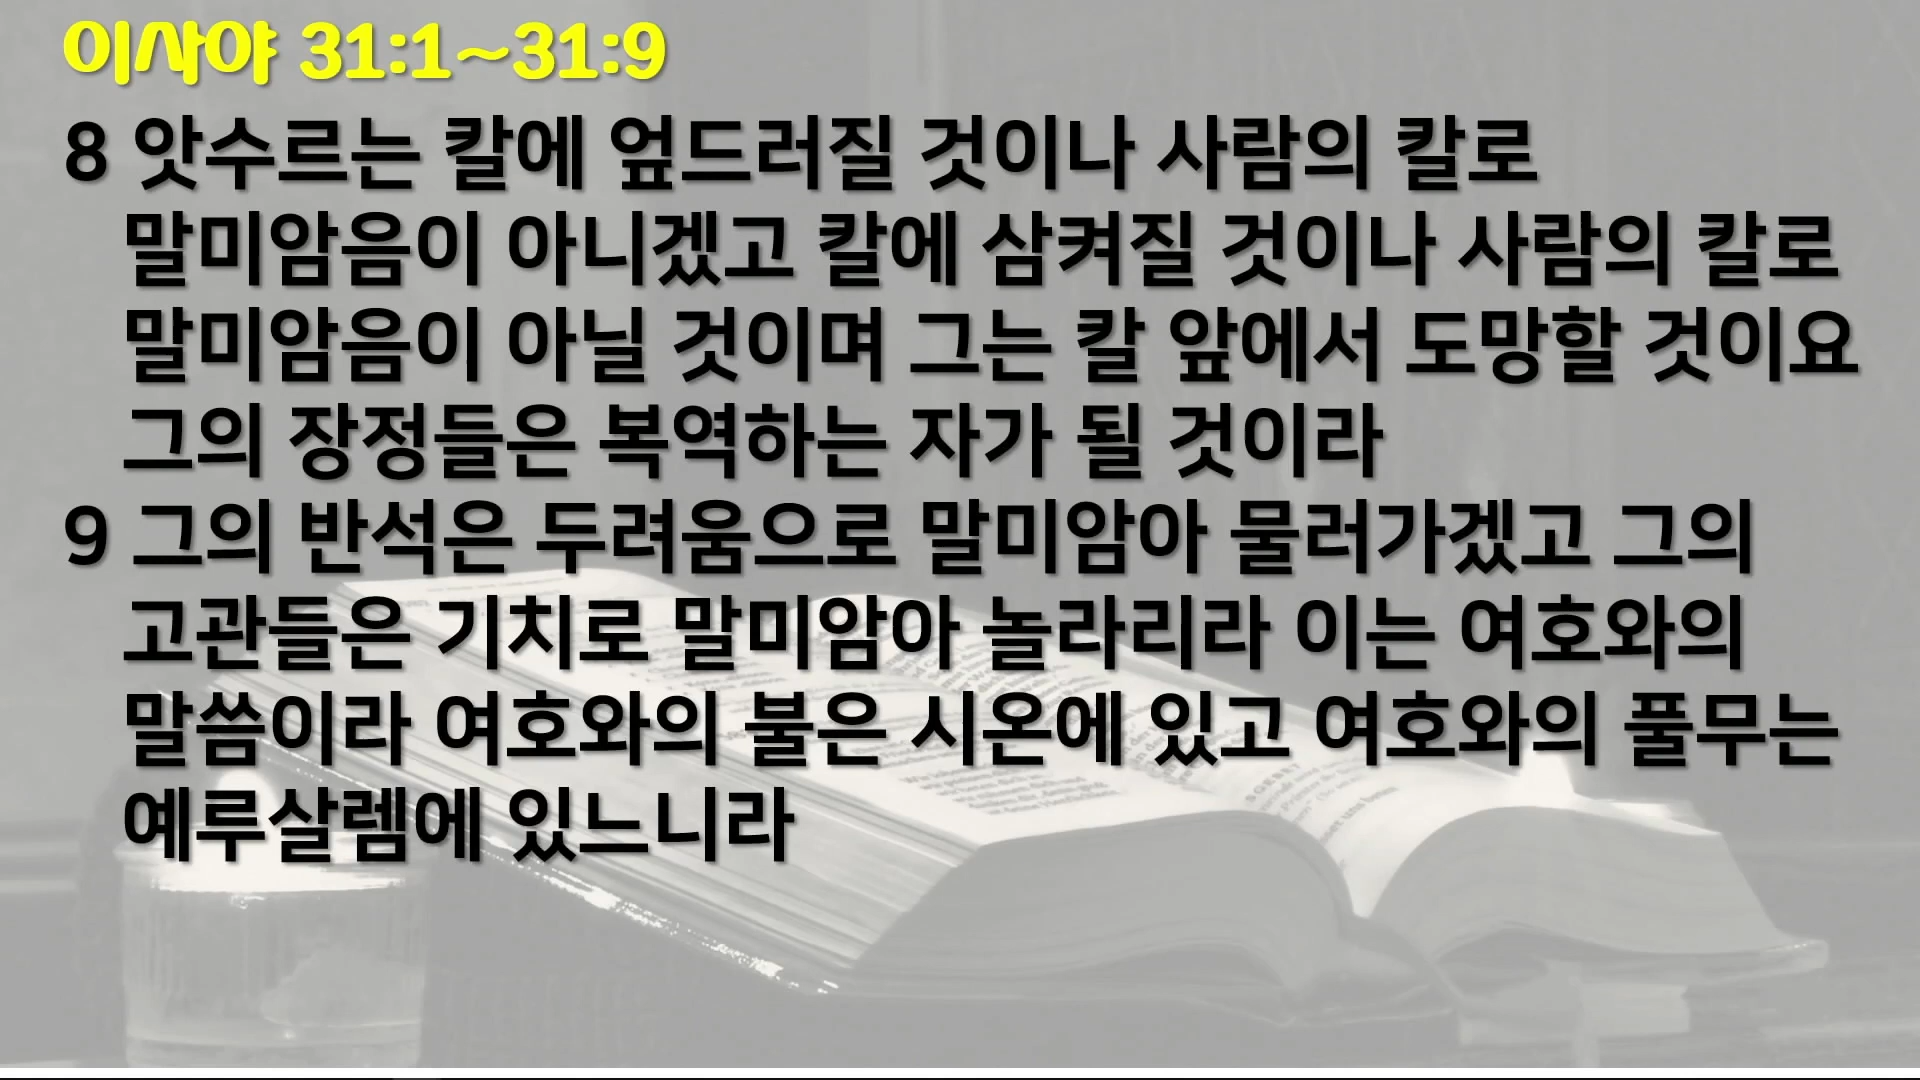 이사야 31:1~31:9
8 앗수르는 칼에 엎드러질 것이나 사람의 칼로
말미암음이 아니겠고 칼에 삼켜질 것이나 사람의 칼로
말미암음이 아닐 것이며 그는 칼 앞에서 도망할 것이요
그의 장정들은 복역하는 자가 될 것이라
9 그의 반석은 두려움으로 말미암아 물러가겠고 그의
고관들은 기치로 말미암아 놀라리라 이는 여호와의
말씀이라 여호와의 불은 시온에 있고 여호와의 풀무는
예루살렘에 있느니라